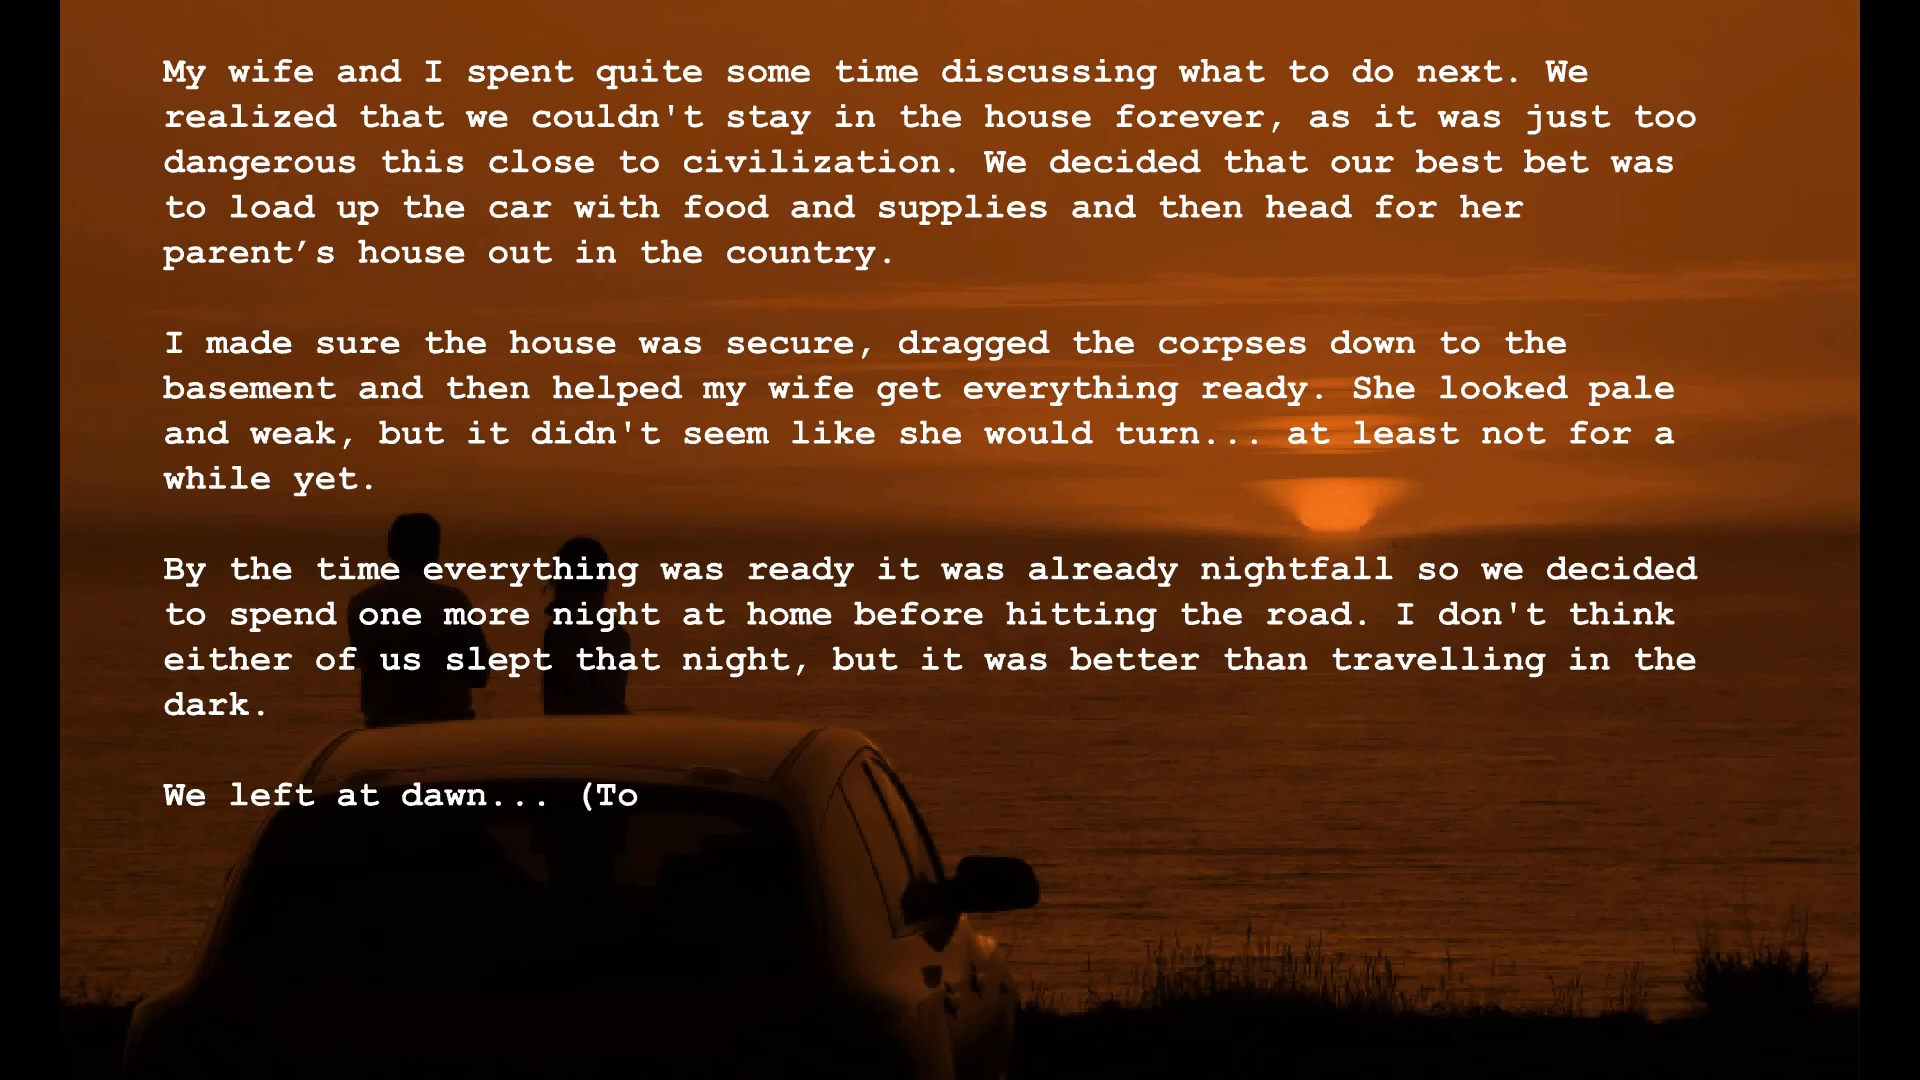 My wife and I spent quite some time discussing what to do next. We
realized that we couldn't stay in the house forever, as it was just too
dangerous this close to civilization. We decided that our best bet was
to load up the car with food and supplies and then head for her
parent’s house out in the country.
I made sure the house was secure, dragged the corpses down to the
basement and then helped my wife get everything ready. She looked pale
and weak, but it didn't seem like she would turn... at least not for a
while yet.
By the time everything was ready it was already nightfall so we decided
to spend one more night at home before hitting the road. I don't think
either of us slept that night, but it was better than travelling in the
dark.
We left at dawn... (To